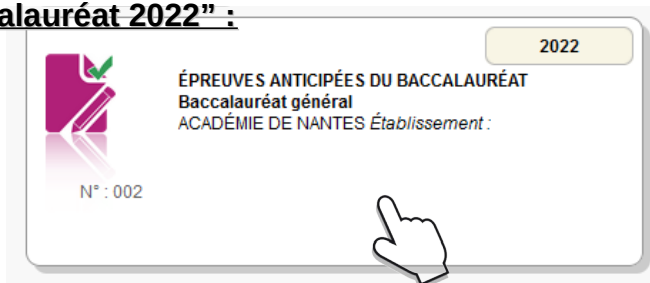 alauréat 2022” :
2022
ÉPREUVES ANTICIPÉES DU BACCALAURÉAT
Baccalauréat général
ACADÉMIE DE NANTES Établissement :
N° : 002